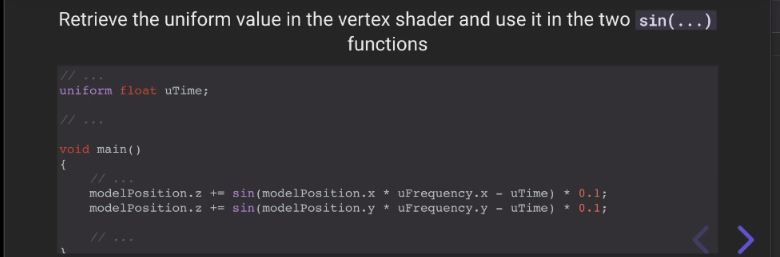 Retrieve the uniform value in the vertex shader and use it in the two sin(...)
functions
// ...
uniform float uTime;
// ...
void main()
{
// ...
modelPosition.z += sin(modelPosition.x * uFrequency.x - uTime) * 0.1;
modelPosition.z += sin(modelPosition.y * uFrequency.y - uTime) * 0.1;
// ...
}